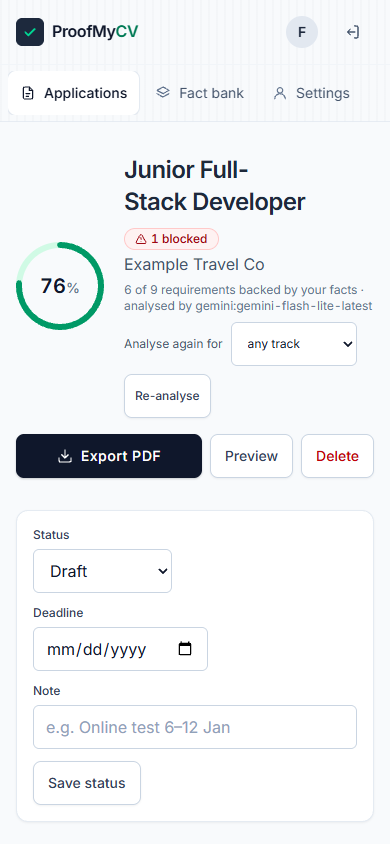 ProofMyCV
F
Applications
Fact bank
Settings
Junior Full-
Stack Developer
1 blocked
Example Travel Co
76%
6 of 9 requirements backed by your facts ·
analysed by gemini:gemini-flash-lite-latest
Analyse again for
any track
Re-analyse
Export PDF
Preview
Delete
Status
Draft
Deadline
mm/dd/yyyy
Note
e.g. Online test 6–12 Jan
Save status